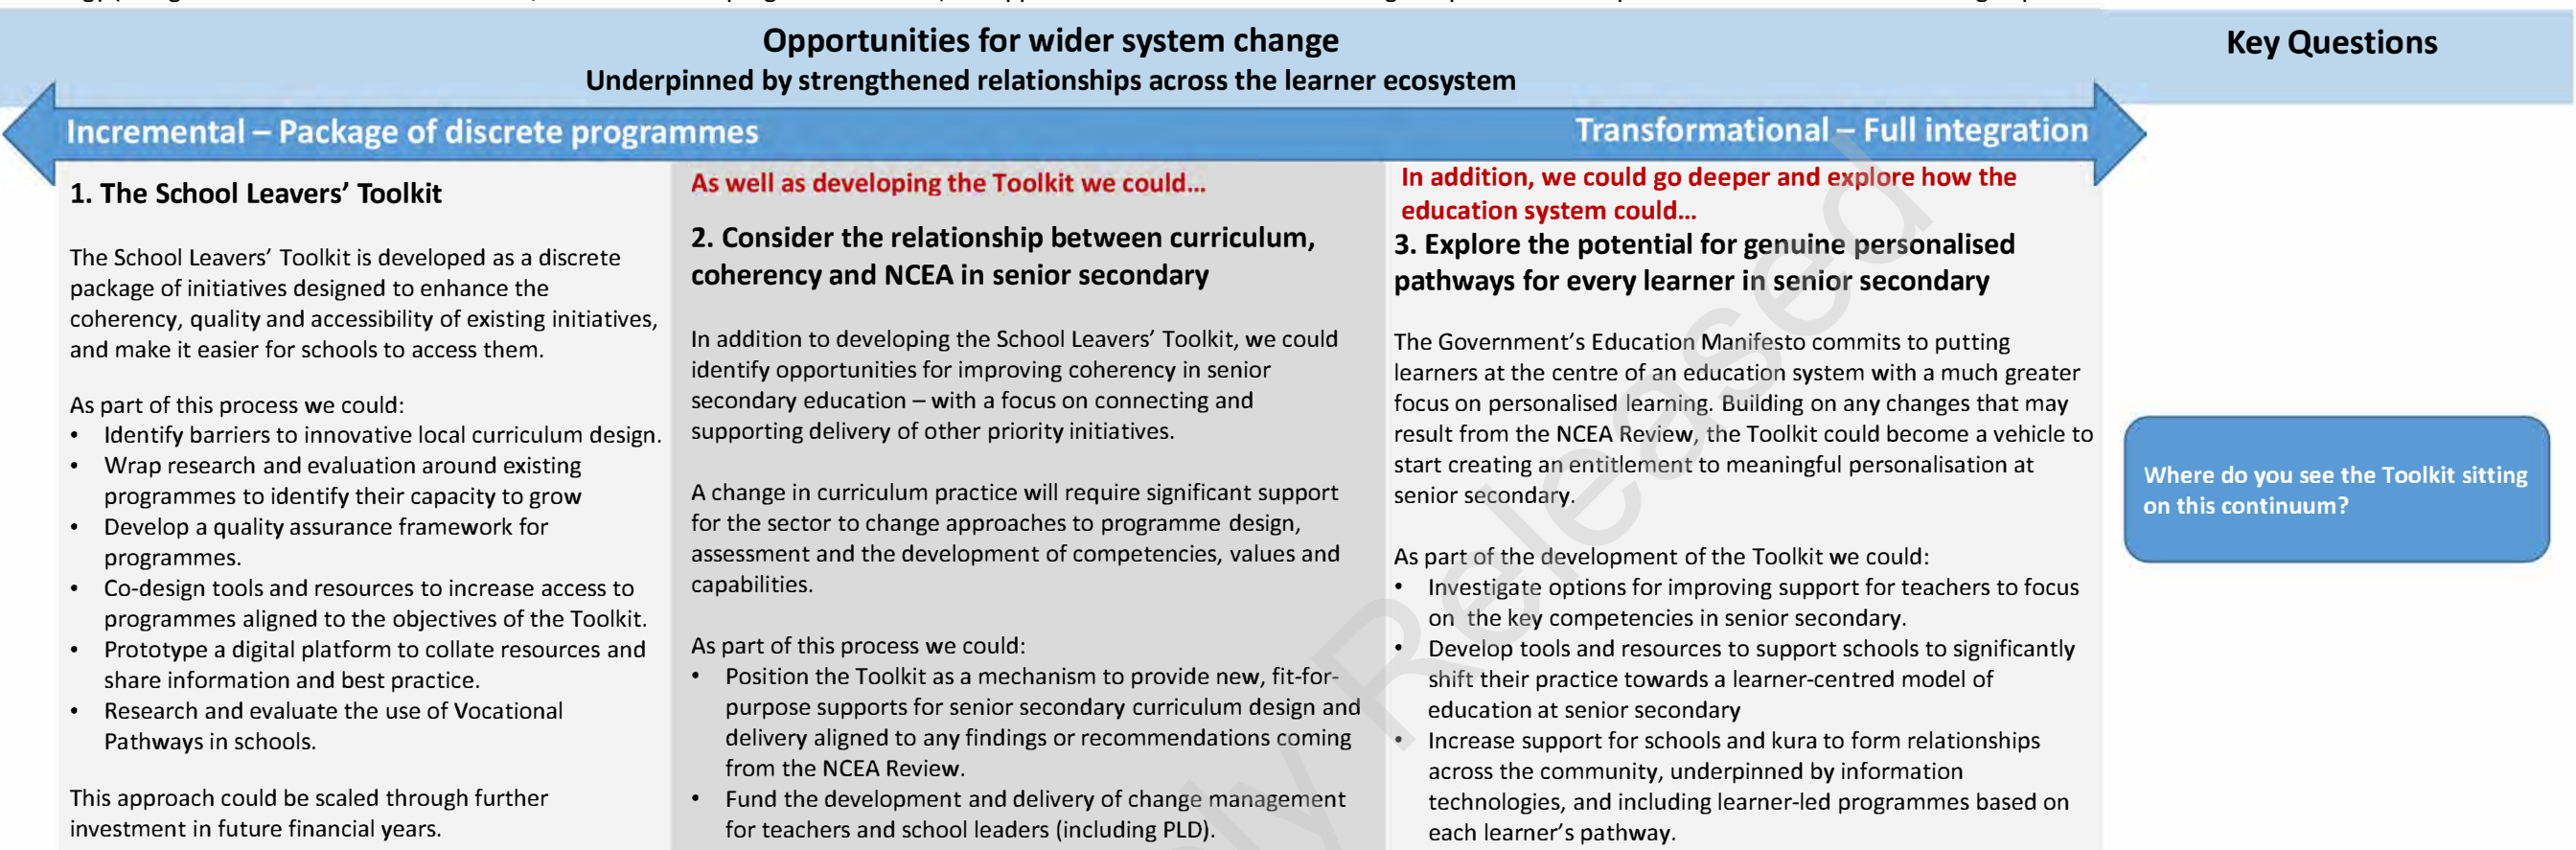 Opportunities for wider system change
Underpinned by strengthened relationships across the learner ecosystem
Key Questions
Incremental – Package of discrete programmes
Transformational – Full integration
1. The School Leavers’ Toolkit
The School Leavers’ Toolkit is developed as a discrete
package of initiatives designed to enhance the
coherency, quality and accessibility of existing initiatives,
and make it easier for schools to access them.
As part of this process we could:
• Identify barriers to innovative local curriculum design.
• Wrap research and evaluation around existing
programmes to identify their capacity to grow
• Develop a quality assurance framework for
programmes.
• Co-design tools and resources to increase access to
programmes aligned to the objectives of the Toolkit.
• Prototype a digital platform to collate resources and
share information and best practice.
• Research and evaluate the use of Vocational
Pathways in schools.
This approach could be scaled through further
investment in future financial years.
As well as developing the Toolkit we could…
2. Consider the relationship between curriculum,
coherency and NCEA in senior secondary
In addition to developing the School Leavers’ Toolkit, we could
identify opportunities for improving coherency in senior
secondary education – with a focus on connecting and
supporting delivery of other priority initiatives.
A change in curriculum practice will require significant support
for the sector to change approaches to programme design,
assessment and the development of competencies, values and
capabilities.
As part of this process we could:
• Position the Toolkit as a mechanism to provide new, fit-for-
purpose supports for senior secondary curriculum design and
delivery aligned to any findings or recommendations coming
from the NCEA Review.
• Fund the development and delivery of change management
for teachers and school leaders (including PLD).
In addition, we could go deeper and explore how the
education system could…
3. Explore the potential for genuine personalised
pathways for every learner in senior secondary
The Government’s Education Manifesto commits to putting
learners at the centre of an education system with a much greater
focus on personalised learning. Building on any changes that may
result from the NCEA Review, the Toolkit could become a vehicle to
start creating an entitlement to meaningful personalisation at
senior secondary.
As part of the development of the Toolkit we could:
• Investigate options for improving support for teachers to focus
on the key competencies in senior secondary.
• Develop tools and resources to support schools to significantly
shift their practice towards a learner-centred model of
education at senior secondary
• Increase support for schools and kura to form relationships
across the community, underpinned by information
technologies, and including learner-led programmes based on
each learner’s pathway.
Where do you see the Toolkit sitting
on this continuum?
ly Released